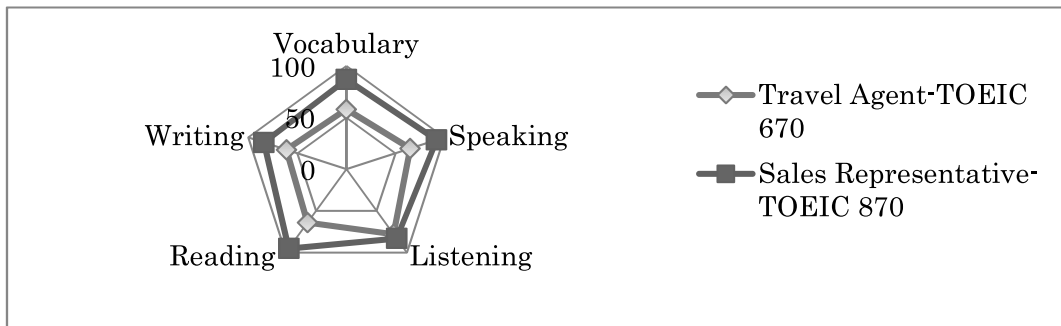 Vocabulary
100
50
0
Writing
Speaking
Reading
Listening
Travel Agent-TOEIC
670
Sales Representative-
TOEIC 870